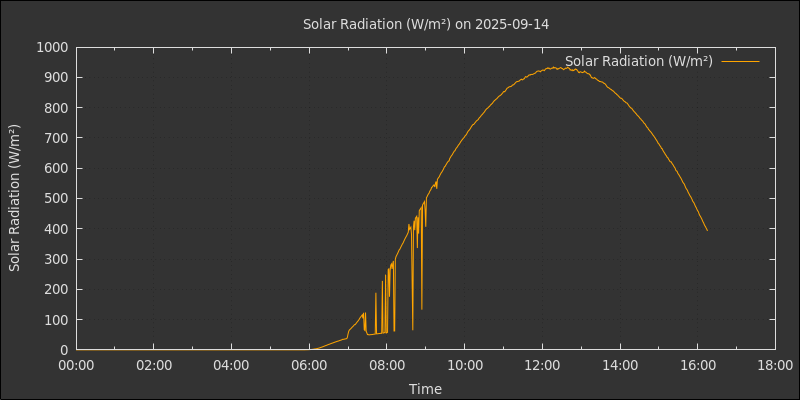 Solar Radiation (W/m²) on 2025-09-14
Solar Radiation (W/m²)
Solar Radiation (W/m²)
1000
900
800
700
600
500
400
300
200
100
0
00:00 02:00 04:00 06:00 08:00 10:00 12:00 14:00 16:00 18:00
Time